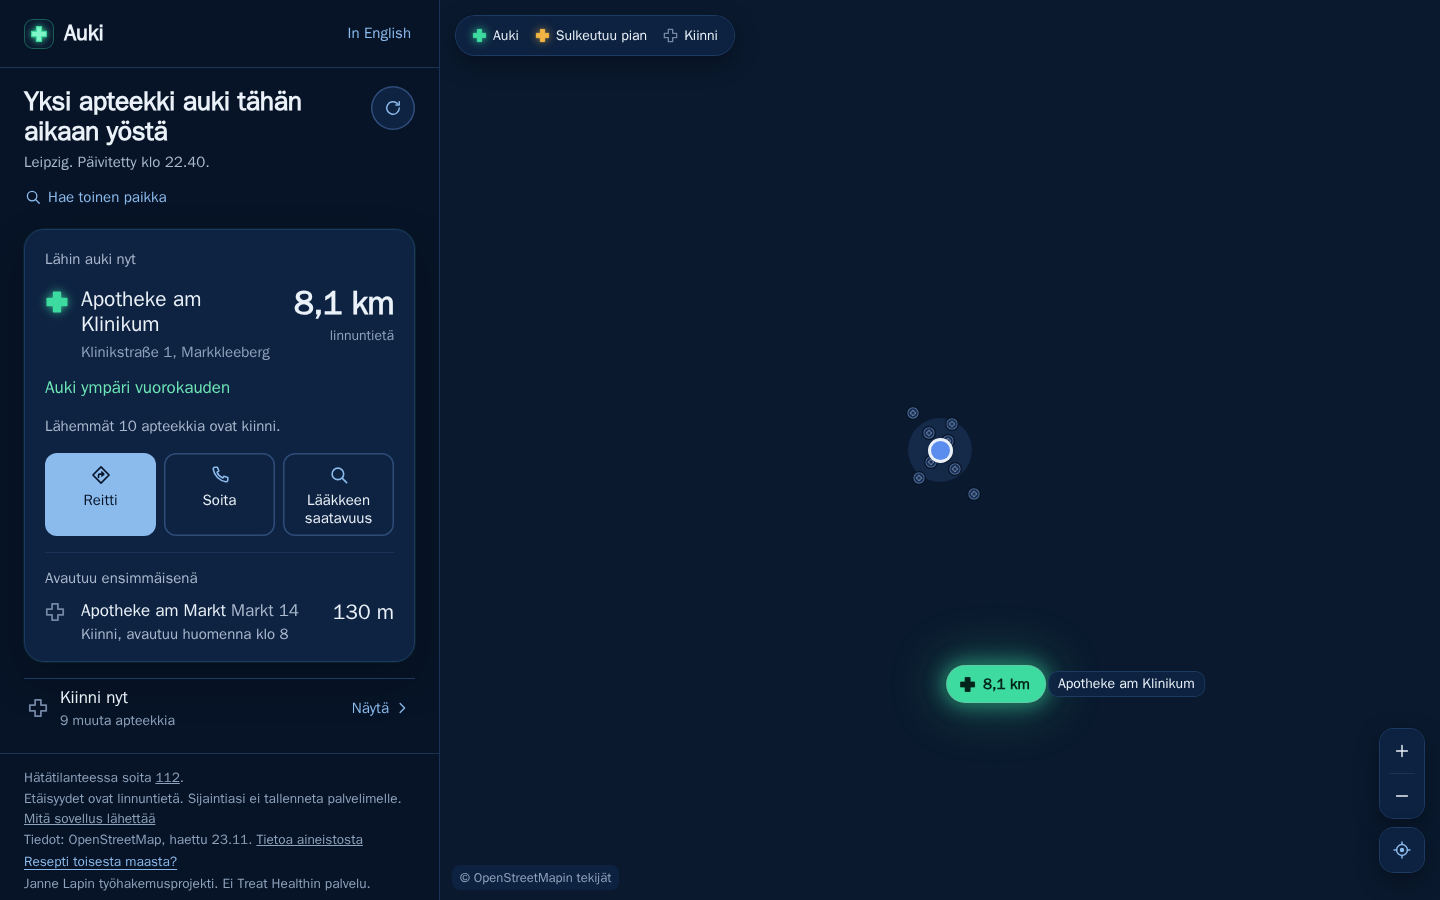 Auki
In English
Yksi apteekki auki tähän
aikaan yöstä
Leipzig. Päivitetty klo 22.40.
Hae toinen paikka
Lähin auki nyt
Apotheke am
Klinikum
8,1 km
linnuntietä
Klinikstraße 1, Markkleeberg
Auki ympäri vuorokauden
Lähemmät 10 apteekkia ovat kiinni.
Reitti
Soita
Lääkkeen
saatavuus
Avautuu ensimmäisenä
Apotheke am Markt Markt 14
130 m
Kiinni, avautuu huomenna klo 8
Kiinni nyt
9 muuta apteekkia
Näytä
Hätätilanteessa soita 112.
Etäisyydet ovat linnuntietä. Sijaintiasi ei tallenneta palvelimelle.
Mitä sovellus lähettää
Tiedot: OpenStreetMap, haettu 23.11. Tietoa aineistosta
Resepti toisesta maasta?
Janne Lapin työhakemusprojekti. Ei Treat Healthin palvelu.
Auki
Sulkeutuu pian
Kiinni
8,1 km
Apotheke am Klinikum
+
−
© OpenStreetMapin tekijät